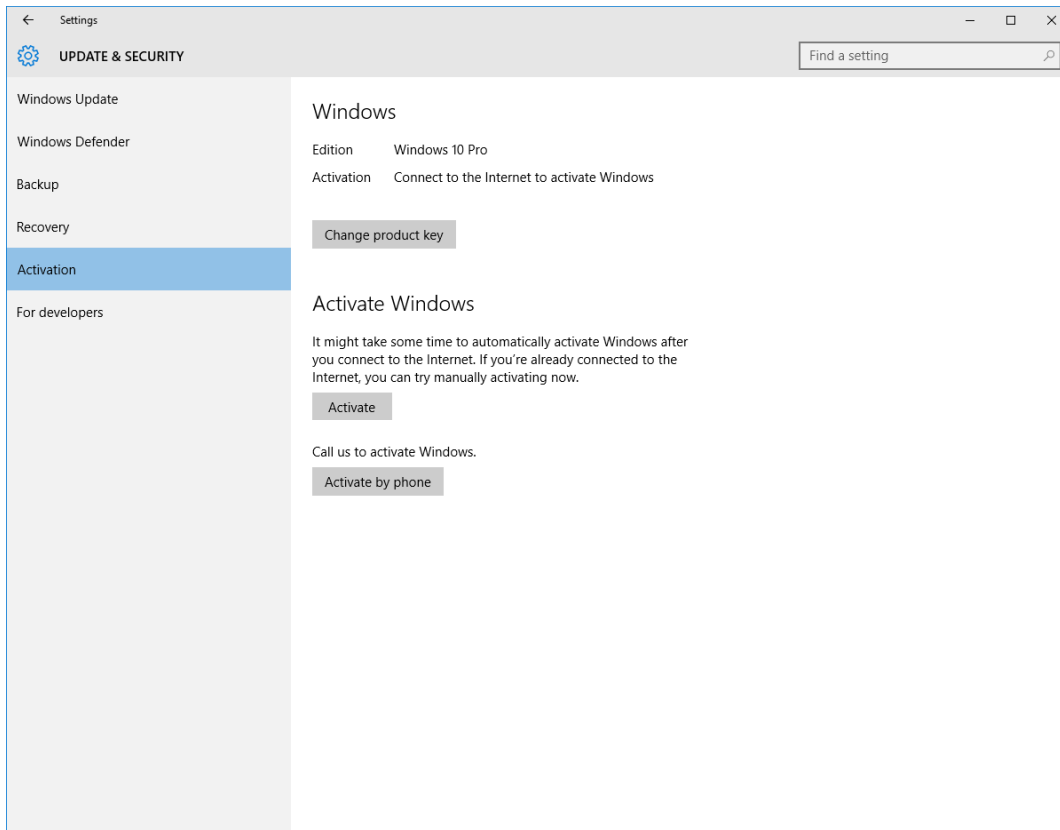 Settings
UPDATE & SECURITY
Find a setting
Windows Update
Windows Defender
Backup
Recovery
Activation
For developers
Windows
Edition Windows 10 Pro
Activation Connect to the Internet to activate Windows
Change product key
Activate Windows
It might take some time to automatically activate Windows after
you connect to the Internet. If you're already connected to the
Internet, you can try manually activating now.
Activate
Call us to activate Windows.
Activate by phone